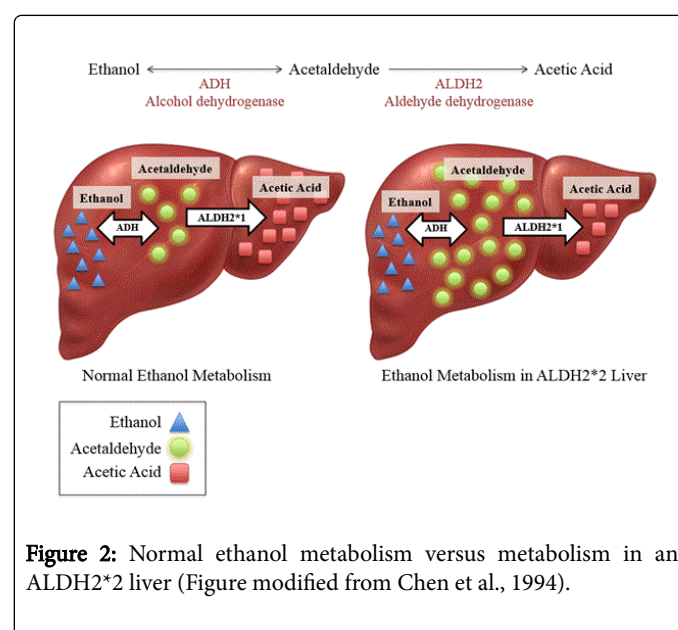 Ethanol Acetaldehyde Acetic Acid
ADH ALDH2
Alcohol dehydrogenase Aldehyde dehydrogenase
Acetaldehyde
Ethanol
Acetic Acid
ADH
ALDH2*1
Acetaldehyde
Ethanol
Acetic Acid
ADH
ALDH2*1
Normal Ethanol Metabolism
Ethanol Metabolism in ALDH2*2 Liver
Ethanol
Acetaldehyde
Acetic Acid
Figure 2: Normal ethanol metabolism versus metabolism in an
ALDH2*2 liver (Figure modified from Chen et al., 1994).